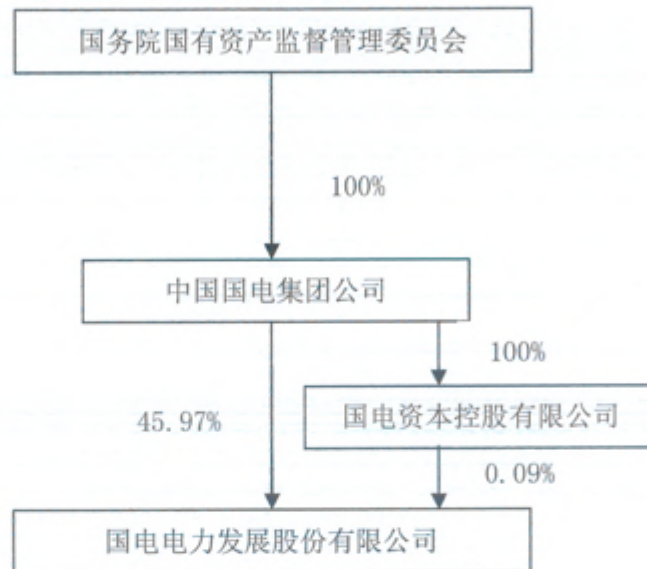 国务院国有资产监督管理委员会
100%
中国国电集团公司
100%
国电资本控股有限公司
45.97%
0.09%
国电电力发展股份有限公司